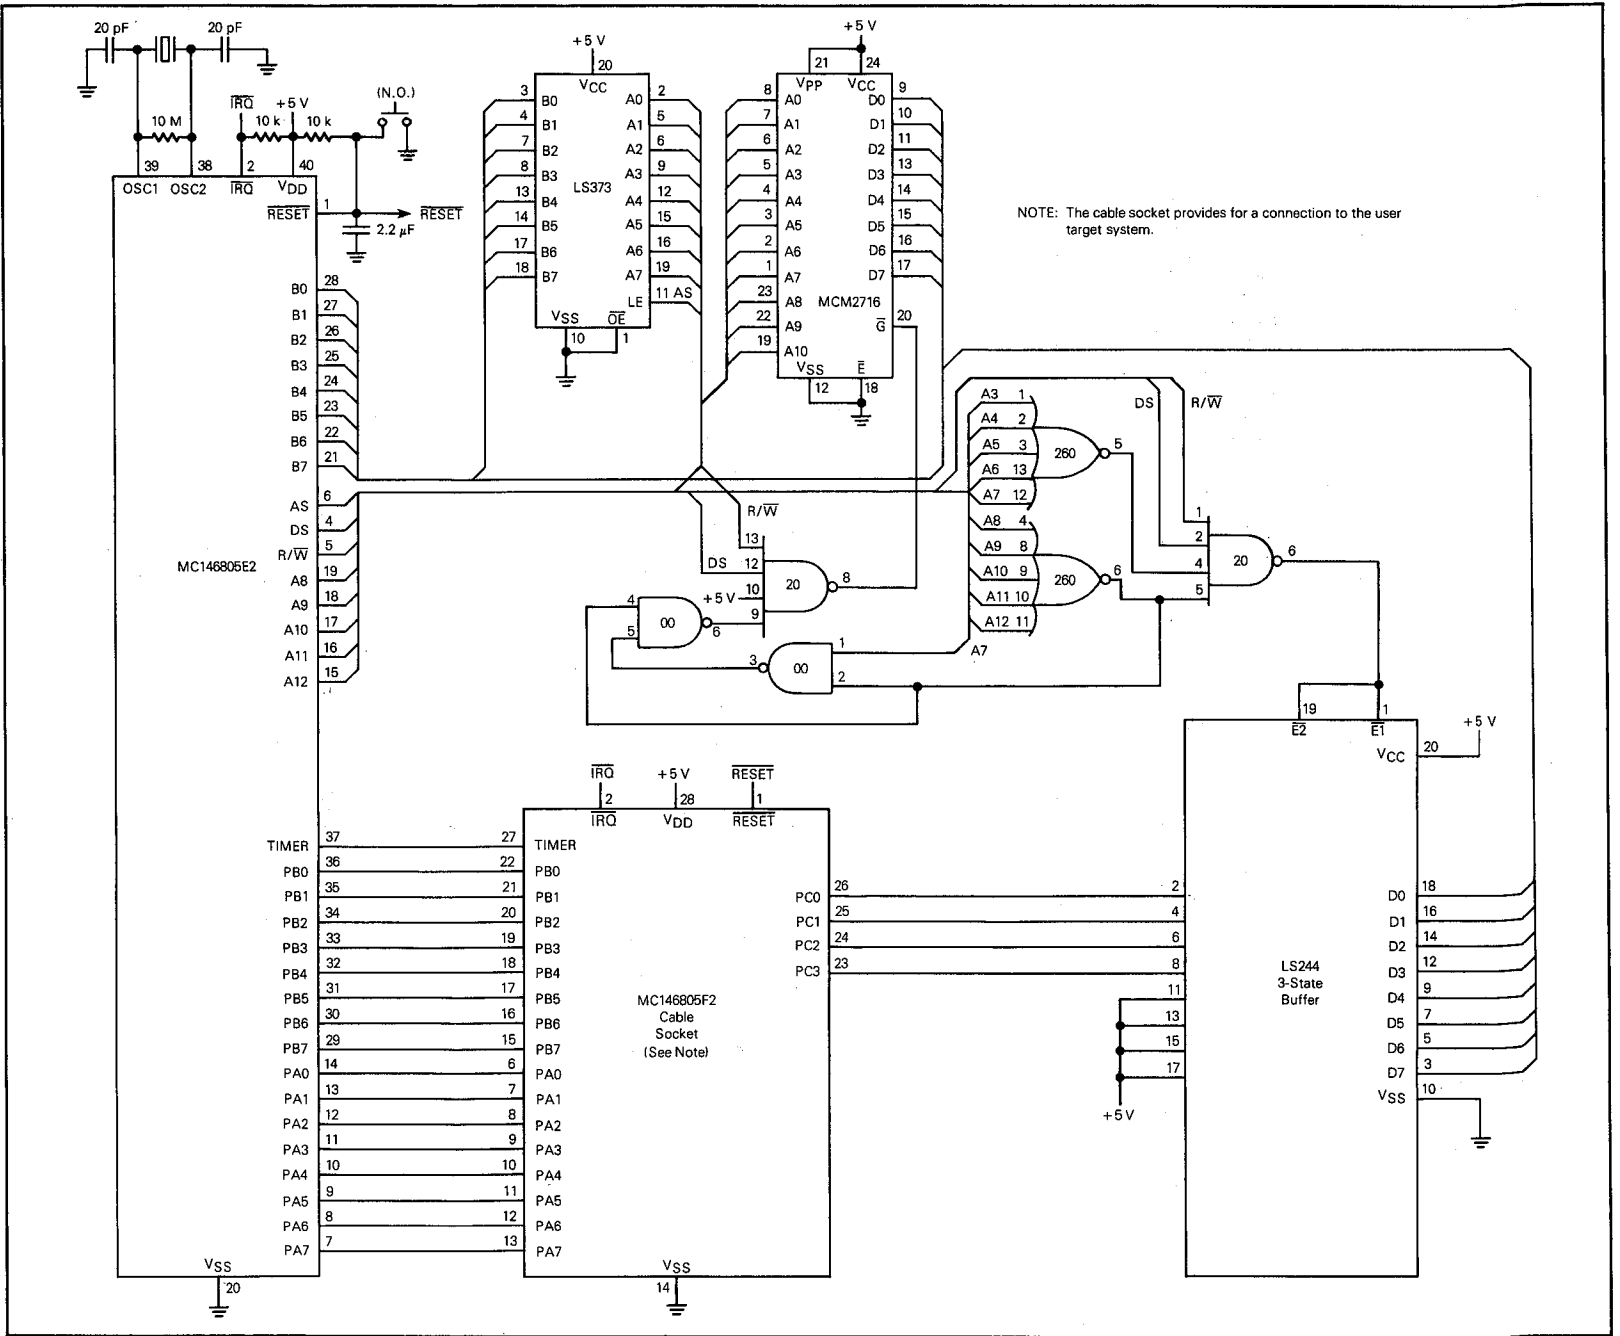 20 pF 20 pF
10 M
IRQ +5 V
10 k 10 k
(N.O.)
39 38 2 40
OSC1 OSC2 IRQ VDD
RESET 1 RESET
2.2 µF
B0 28
B1 27
B2 26
B3 25
B4 24
B5 23
B6 22
B7 21
AS 6
DS 4
R/W 5
MC146805E2
A8 19
A9 18
A10 17
A11 16
A12 15
TIMER 37
PB0 36
PB1 35
PB2 34
PB3 33
PB4 32
PB5 31
PB6 30
PB7 29
PA0 14
PA1 13
PA2 12
PA3 11
PA4 10
PA5 9
PA6 8
PA7 7
VSS
20
+5 V
20
VCC
3 B0 A0 2
4 B1 A1 5
7 B2 A2 6
8 B3 A3 9
LS373
13 B4 A4 12
14 B5 A5 15
17 B6 A6 16
18 B7 A7 19
LE 11 AS
VSS OE
10 1
+5 V
21 24
VPP VCC
8 A0 D0 9
7 A1 D1 10
6 A2 D2 11
5 A3 D3 13
4 A4 D4 14
3 A5 D5 15
2 A6 D6 16
1 A7 D7 17
23 A8 MCM2716
22 A9 G 20
19 A10
VSS E
12 18
NOTE: The cable socket provides for a connection to the user
target system.
A3 1
A4 2
A5 3
A6 13
A7 12
260 5
A8 4
A9 8
A10 9
A11 10
A12 11
260 6
DS R/W
1
2
4
5
20 6
R/W
13
DS 12
+5 V 10
9
20 8
4
5
00 6
3 00 1
2
A7
IRQ +5 V RESET
2 28 1
IRQ VDD RESET
27 TIMER
22 PB0
21 PB1
20 PB2
19 PB3
18 PB4
17 PB5
16 PB6
15 PB7
6 PA0
7 PA1
8 PA2
9 PA3
10 PA4
11 PA5
12 PA6
13 PA7
PC0 26
PC1 25
PC2 24
PC3 23
MC146805F2
Cable
Socket
(See Note)
VSS
14
19 1
E2 E1
VCC 20 +5 V
2
4
6
8
11
13
15
17
+5 V
LS244
3-State
Buffer
D0 18
D1 16
D2 14
D3 12
D4 9
D5 7
D6 5
D7 3
VSS 10